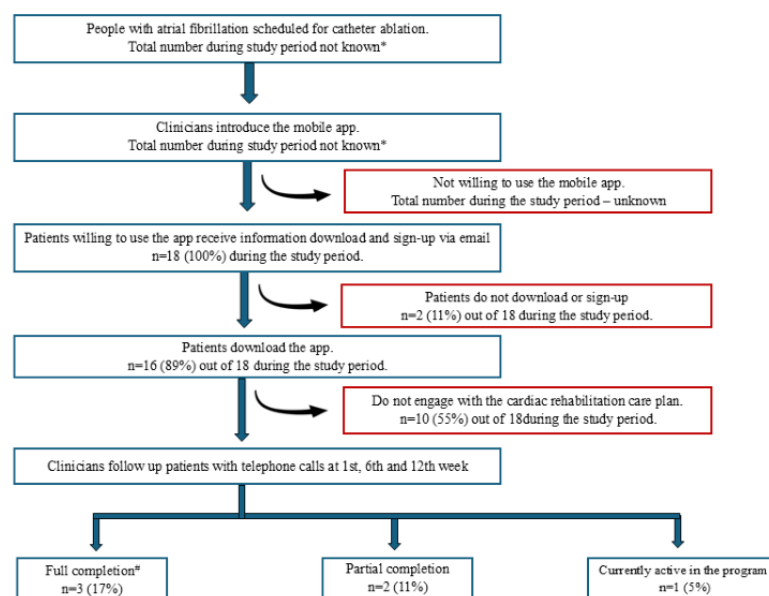 People with atrial fibrillation scheduled for catheter ablation.
Total number during study period not known*
Clinicians introduce the mobile app.
Total number during study period not known*
Not willing to use the mobile app.
Total number during the study period – unknown
Patients willing to use the app receive information download and sign-up via email
n=18 (100%) during the study period.
Patients do not download or sign-up
n=2 (11%) out of 18 during the study period.
Patients download the app.
n=16 (89%) out of 18 during the study period.
Do not engage with the cardiac rehabilitation care plan.
n=10 (55%) out of 18during the study period.
Clinicians follow up patients with telephone calls at 1st, 6th and 12th week
Full completion#
n=3 (17%)
Partial completion
n=2 (11%)
Currently active in the program
n=1 (5%)